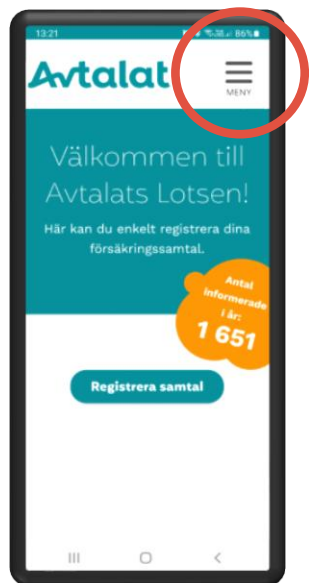 13:21
86%
Avtalat
MENY
Välkommen till
Avtalats Lotsen!
Här kan du enkelt registrera dina
försäkringssamtal.
Antal
informerade
i år:
1 651
Registrera samtal